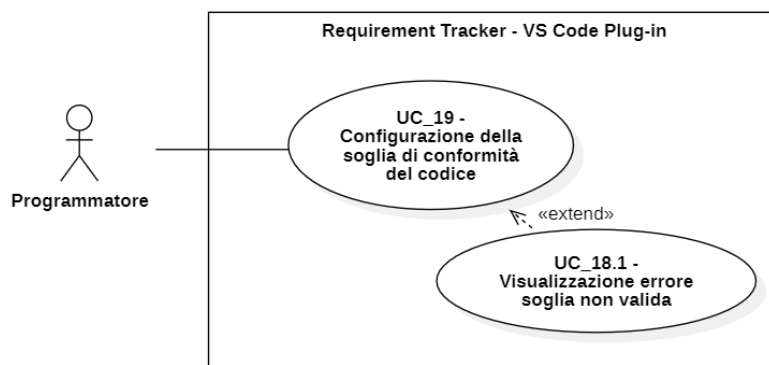 Requirement Tracker - VS Code Plug-in
UC_19 -
Configurazione della
soglia di conformità
del codice
Programmatore
«extend»
UC_18.1 -
Visualizzazione errore
soglia non valida